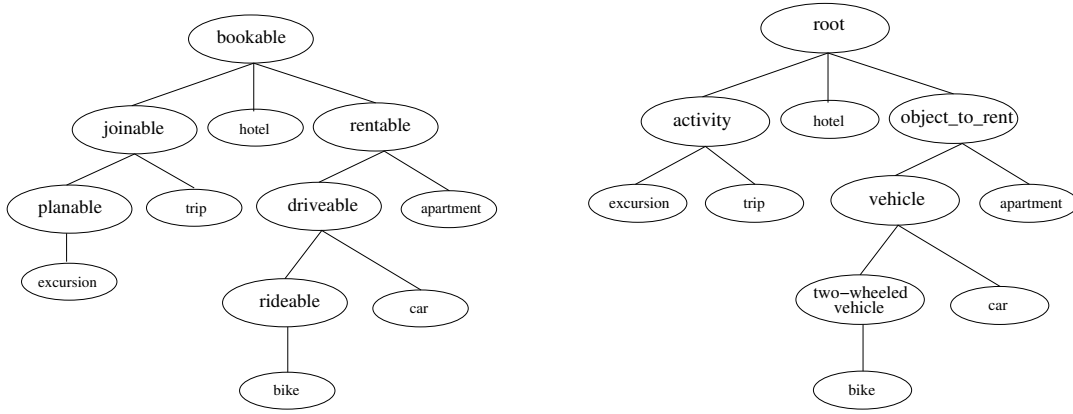 bookable
joinable
hotel
rentable
planable
trip
driveable
apartment
excursion
rideable
car
bike
root
activity
hotel
object_to_rent
excursion
trip
vehicle
apartment
two-wheeled
vehicle
car
bike